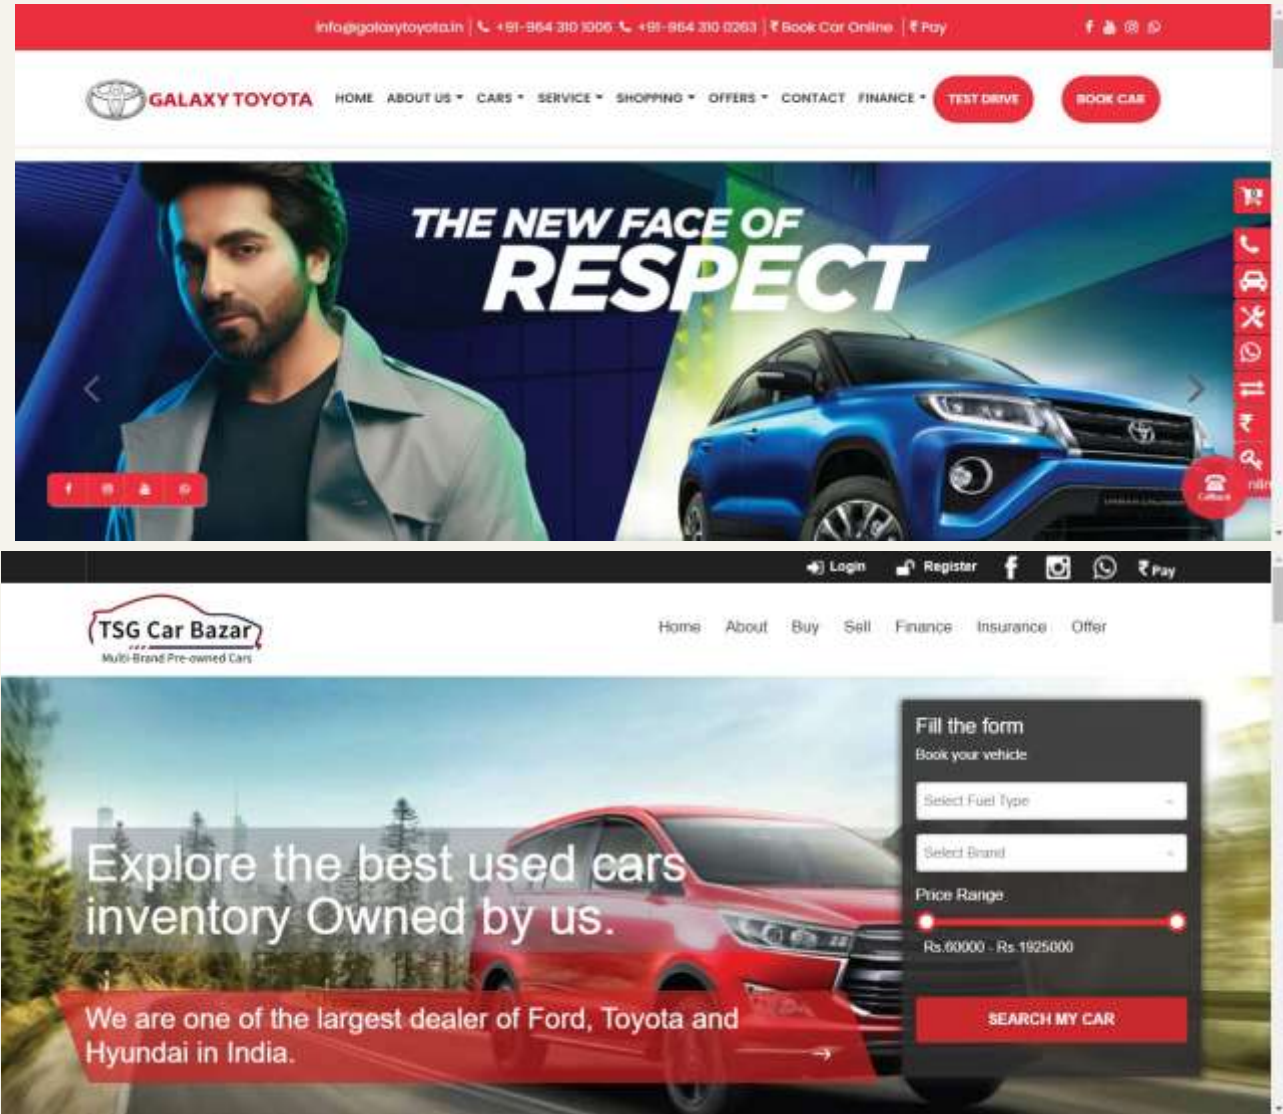 info@galaxytoyota.in | +91-964 310 1006 +91-964 310 0263 | ₹ Book Car Online | ₹ Pay
GALAXY TOYOTA HOME ABOUT US CARS SERVICE SHOPPING OFFERS CONTACT FINANCE TEST DRIVE BOOK CAR
THE NEW FACE OF
RESPECT
Callback
Login Register ₹ Pay
TSG Car Bazar
Multi-Brand Pre-owned Cars
Home About Buy Sell Finance Insurance Offer
Fill the form
Book your vehicle
Select Fuel Type
Select Brand
Price Range
Rs.60000 - Rs.1925000
SEARCH MY CAR
Explore the best used cars
inventory Owned by us.
We are one of the largest dealer of Ford, Toyota and
Hyundai in India.